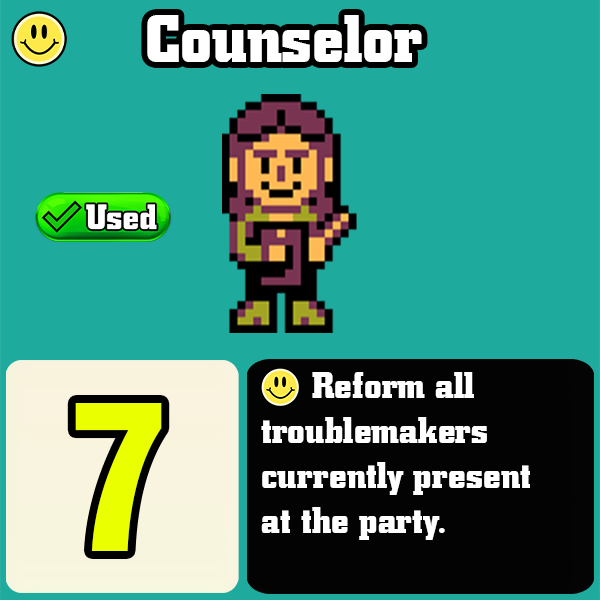 Counselor
Used
7
Reform all
troublemakers
currently present
at the party.